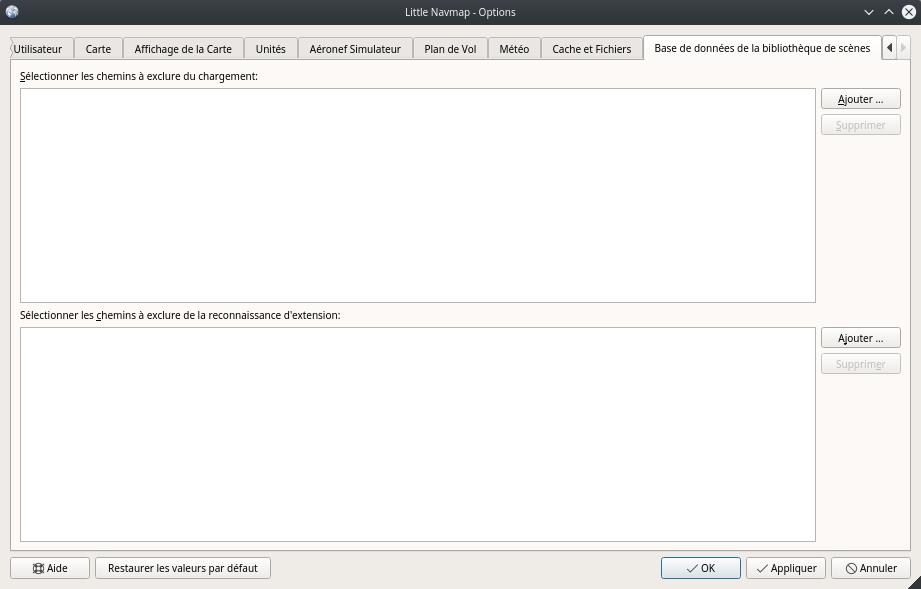 Little Navmap - Options
Utilisateur Carte Affichage de la Carte Unités Aéronef Simulateur Plan de Vol Météo Cache et Fichiers Base de données de la bibliothèque de scènes
Sélectionner les chemins à exclure du chargement:
Ajouter ...
Supprimer
Sélectionner les chemins à exclure de la reconnaissance d'extension:
Ajouter ...
Supprimer
Aide Restaurer les valeurs par défaut OK Appliquer Annuler